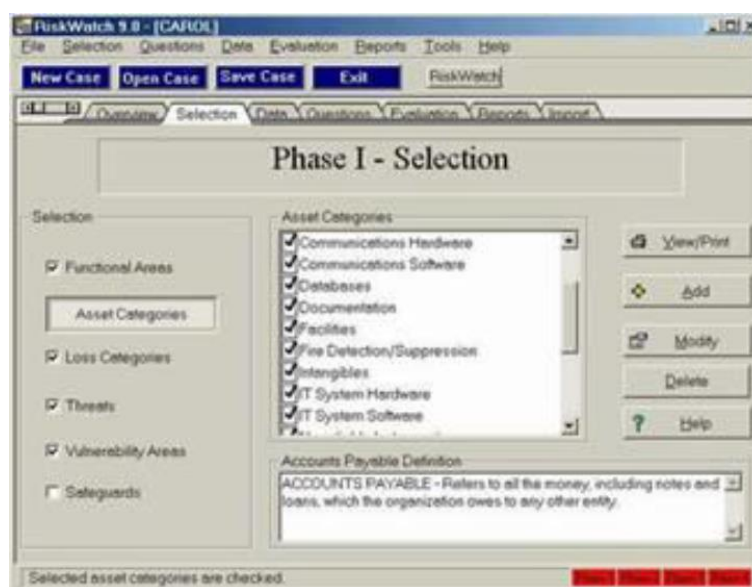 RiskWatch 9.0 - [CAROL]
File Selection Questions Data Evaluation Reports Tools Help
New Case Open Case Save Case Exit RiskWatch
Overview Selection Data Questions Evaluation Reports Import
Phase I - Selection
Selection
Functional Areas
Asset Categories
Loss Categories
Threats
Vulnerability Areas
Safeguards
Asset Categories
Communications Hardware
Communications Software
Databases
Documentation
Facilities
Fire Detection/Suppression
Intangibles
IT System Hardware
IT System Software
View/Print
Add
Modify
Delete
Help
Accounts Payable Definition
ACCOUNTS PAYABLE - Refers to all the money, including notes and
loans, which the organization owes to any other entity.
Selected asset categories are checked.